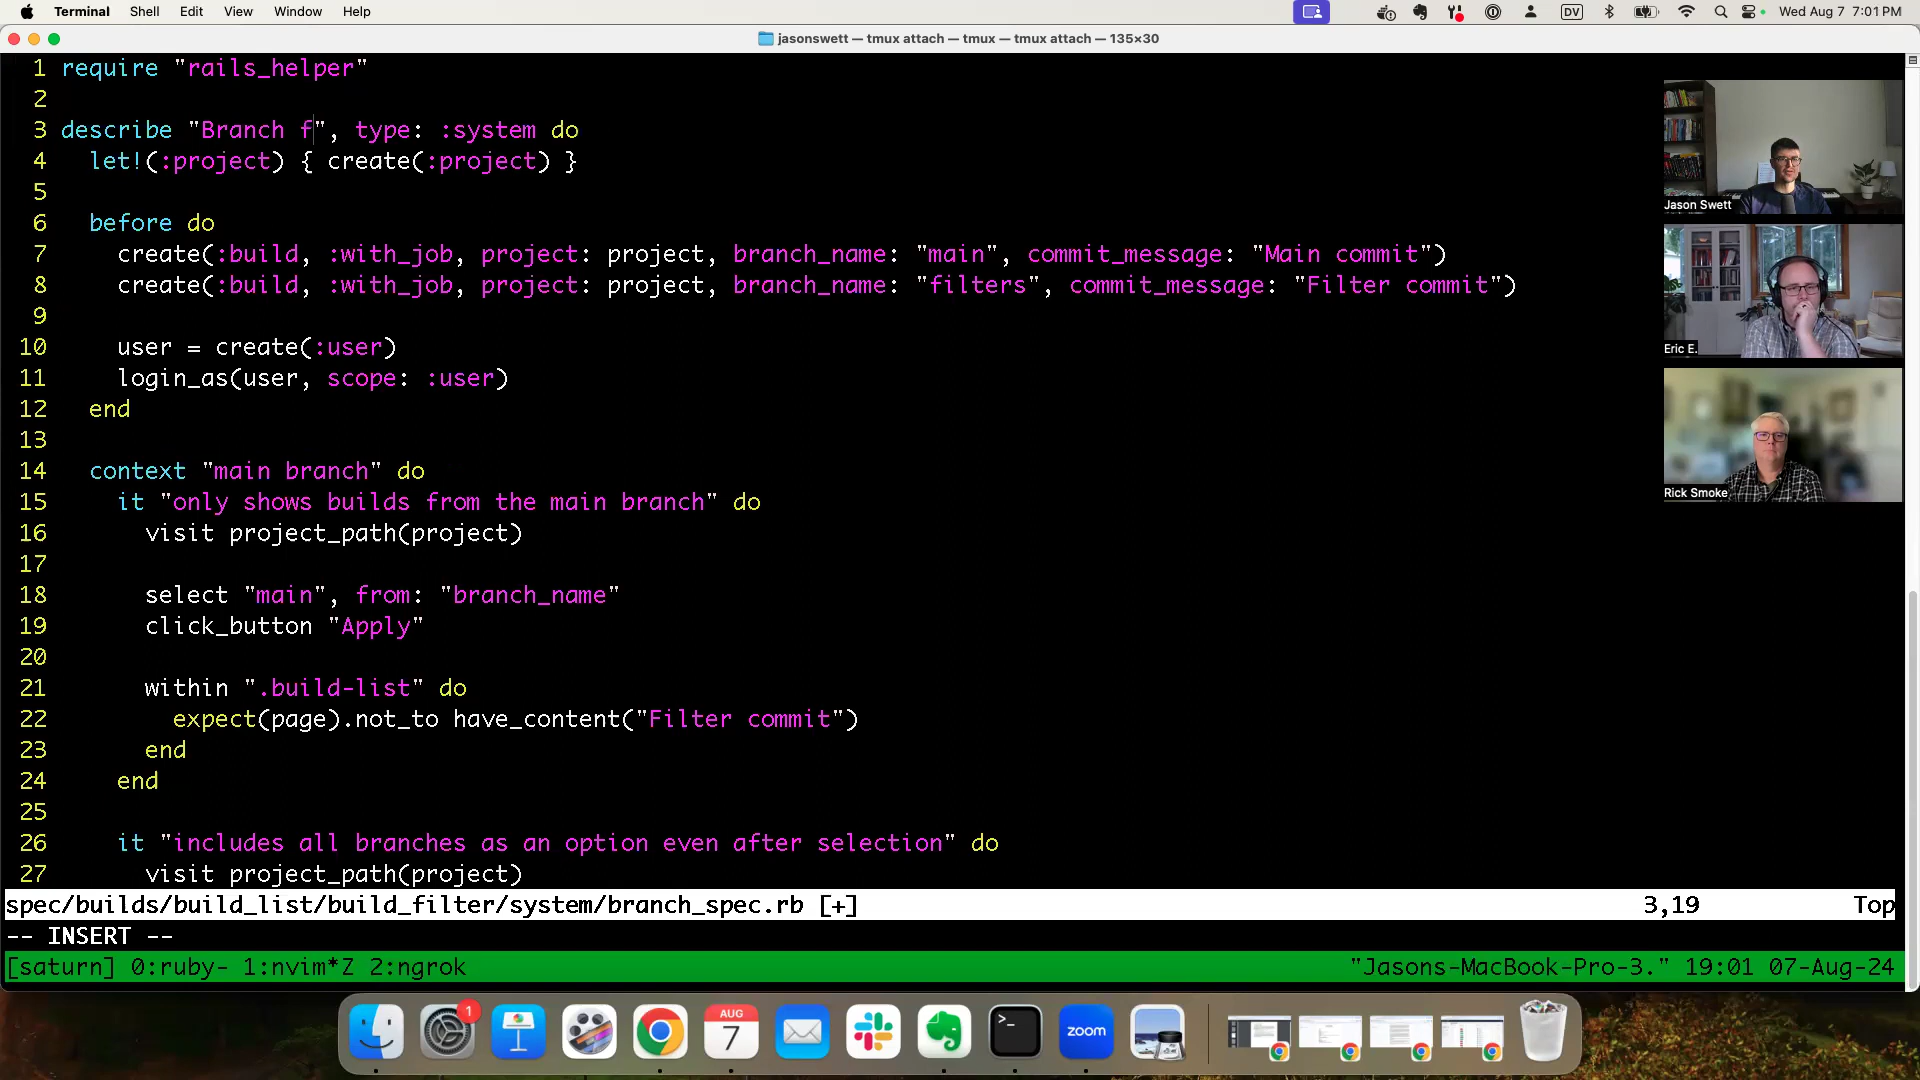 Terminal Shell Edit View Window Help DV Wed Aug 7 7:01 PM
jasonswett — tmux attach — tmux — tmux attach — 135×30
1 require "rails_helper"
2
3 describe "Branch f", type: :system do
4 let!(:project) { create(:project) }
5
6 before do
7 create(:build, :with_job, project: project, branch_name: "main", commit_message: "Main commit")
8 create(:build, :with_job, project: project, branch_name: "filters", commit_message: "Filter commit")
9
10 user = create(:user)
11 login_as(user, scope: :user)
12 end
13
14 context "main branch" do
15 it "only shows builds from the main branch" do
16 visit project_path(project)
17
18 select "main", from: "branch_name"
19 click_button "Apply"
20
21 within ".build-list" do
22 expect(page).not_to have_content("Filter commit")
23 end
24 end
25
26 it "includes all branches as an option even after selection" do
27 visit project_path(project)
spec/builds/build_list/build_filter/system/branch_spec.rb [+] 3,19 Top
-- INSERT --
[saturn] 0:ruby- 1:nvim*Z 2:ngrok "Jasons-MacBook-Pro-3." 19:01 07-Aug-24
Jason Swett
Eric E.
Rick Smoke
1
AUG
7
>_
zoom